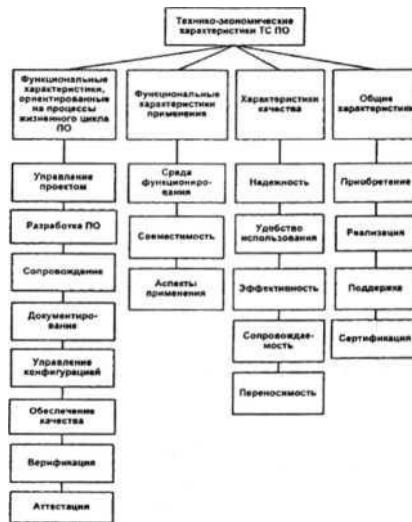 Технико-экономические
характеристики ТС ПО
Функциональные
характеристики,
ориентированные
на процессы
жизненного цикла
ПО
Управление
проектом
Разработка ПО
Сопровождение
Документиро-
вание
Управление
конфигурацией
Обеспечение
качества
Верификация
Аттестация
Функциональные
характеристики
применения
Среда
функциониро-
вания
Совместимость
Аспекты
применения
Характеристики
качества
Надежность
Удобство
использования
Эффективность
Сопровождае-
мость
Переносимость
Общие
характеристики
Приобретение
Реализация
Поддержка
Сертификация